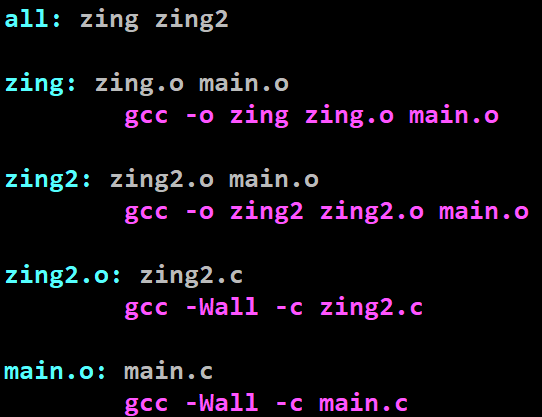 all: zing zing2
zing: zing.o main.o
gcc -o zing zing.o main.o
zing2: zing2.o main.o
gcc -o zing2 zing2.o main.o
zing2.o: zing2.c
gcc -Wall -c zing2.c
main.o: main.c
gcc -Wall -c main.c